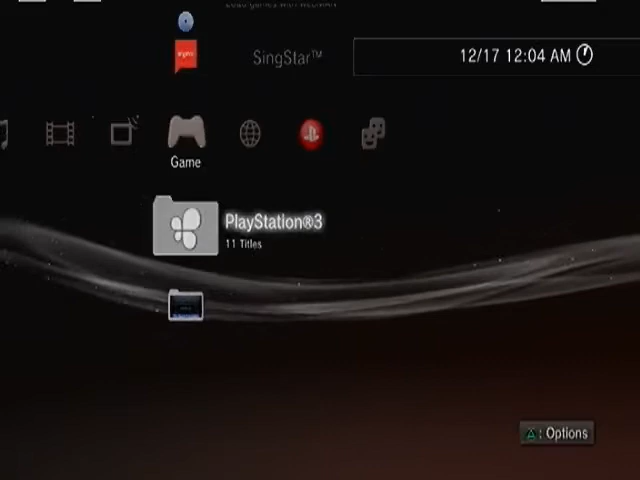 SingStar™
12/17 12:04 AM
Game
PlayStation®3
11 Titles
: Options